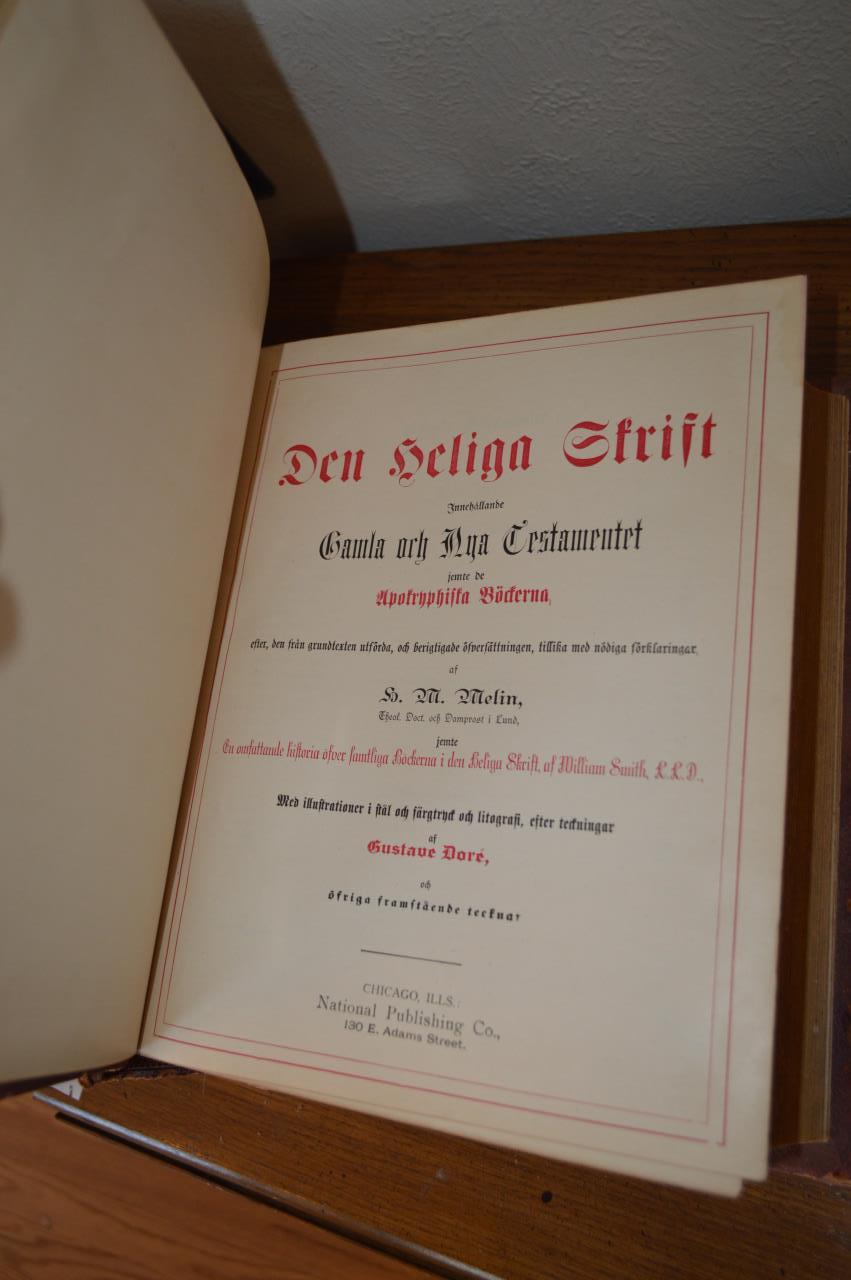 Den Heliga Skrift
Innehållande
Gamla och Nya Testamentet
jemte de
Apokryphiska Böckerna,
efter, den från grundtexten utförda, och berigtigade öfversättningen, tillika med nödiga förklaringar,
af
H. M. Melin,
Theol. Doct. och Domprost i Lund,
jemte
En omfattande historia öfver samtliga Böckerna i den Heliga Skrift, af William Smith, L.L.D.,
Med illustrationer i stål och färgtryck och litografi, efter teckningar
af
Gustave Doré,
och
öfriga framstående tecknar
CHICAGO, ILLS.:
National Publishing Co.,
130 E. Adams Street.